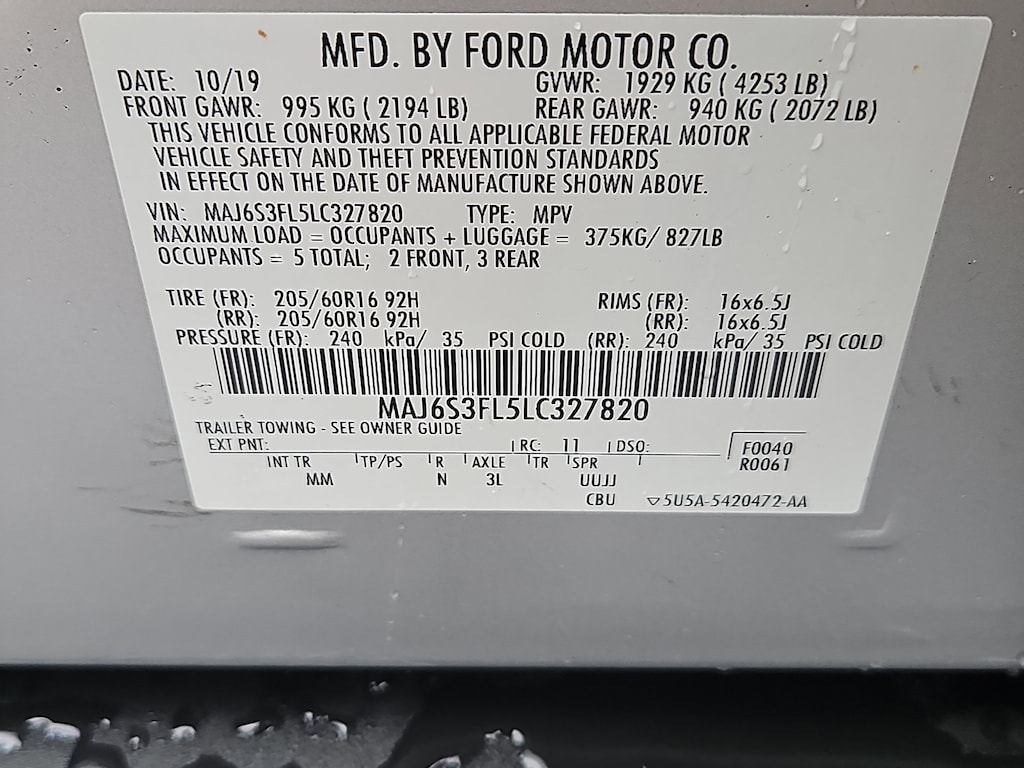 MFD. BY FORD MOTOR CO.
DATE: 10/19 GVWR: 1929 KG ( 4253 LB)
FRONT GAWR: 995 KG ( 2194 LB) REAR GAWR: 940 KG ( 2072 LB)
THIS VEHICLE CONFORMS TO ALL APPLICABLE FEDERAL MOTOR
VEHICLE SAFETY AND THEFT PREVENTION STANDARDS
IN EFFECT ON THE DATE OF MANUFACTURE SHOWN ABOVE.
VIN: MAJ6S3FL5LC327820 TYPE: MPV
MAXIMUM LOAD = OCCUPANTS + LUGGAGE = 375KG/ 827LB
OCCUPANTS = 5 TOTAL; 2 FRONT, 3 REAR
TIRE (FR): 205/60R16 92H RIMS (FR): 16x6.5J
(RR): 205/60R16 92H (RR): 16x6.5J
PRESSURE (FR): 240 kPa/ 35 PSI COLD (RR): 240 kPa/ 35 PSI COLD
MAJ6S3FL5LC327820
TRAILER TOWING - SEE OWNER GUIDE
EXT PNT: RC: 11 DSO: F0040
INT TR TP/PS R AXLE TR SPR R0061
MM N 3L UUJJ
CBU 5U5A-5420472-AA